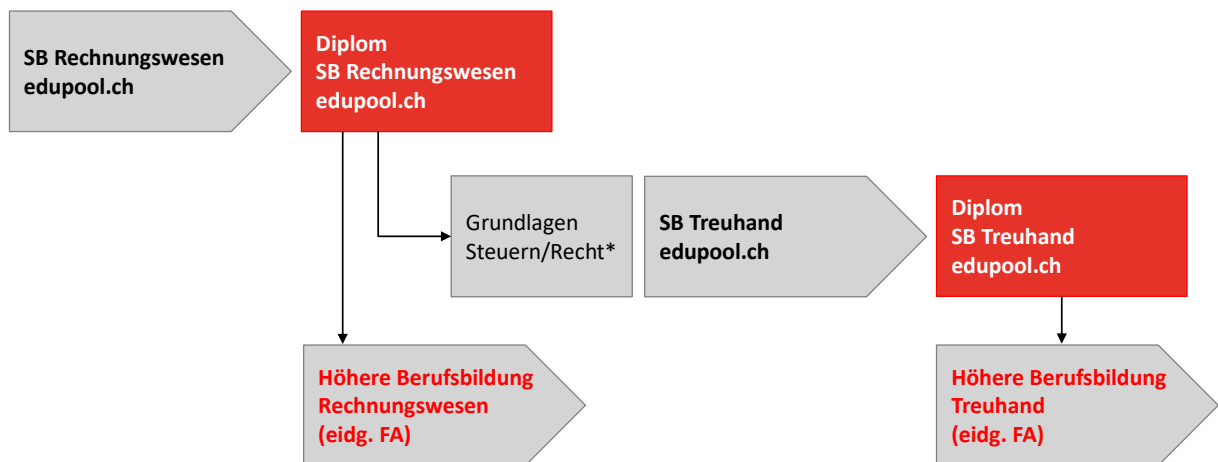 SB Rechnungswesen
edupool.ch
Diplom
SB Rechnungswesen
edupool.ch
Grundlagen
Steuern/Recht*
SB Treuhand
edupool.ch
Diplom
SB Treuhand
edupool.ch
Höhere Berufsbildung
Rechnungswesen
(eidg. FA)
Höhere Berufsbildung
Treuhand
(eidg. FA)